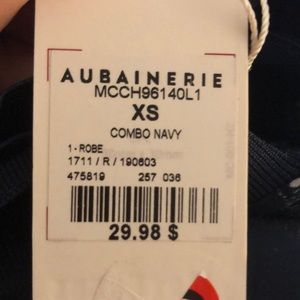 AUBAINERIE
MCCH96140L1
XS
COMBO NAVY
1 - ROBE
1711 / R / 190603
475819 257 036
29.98 $